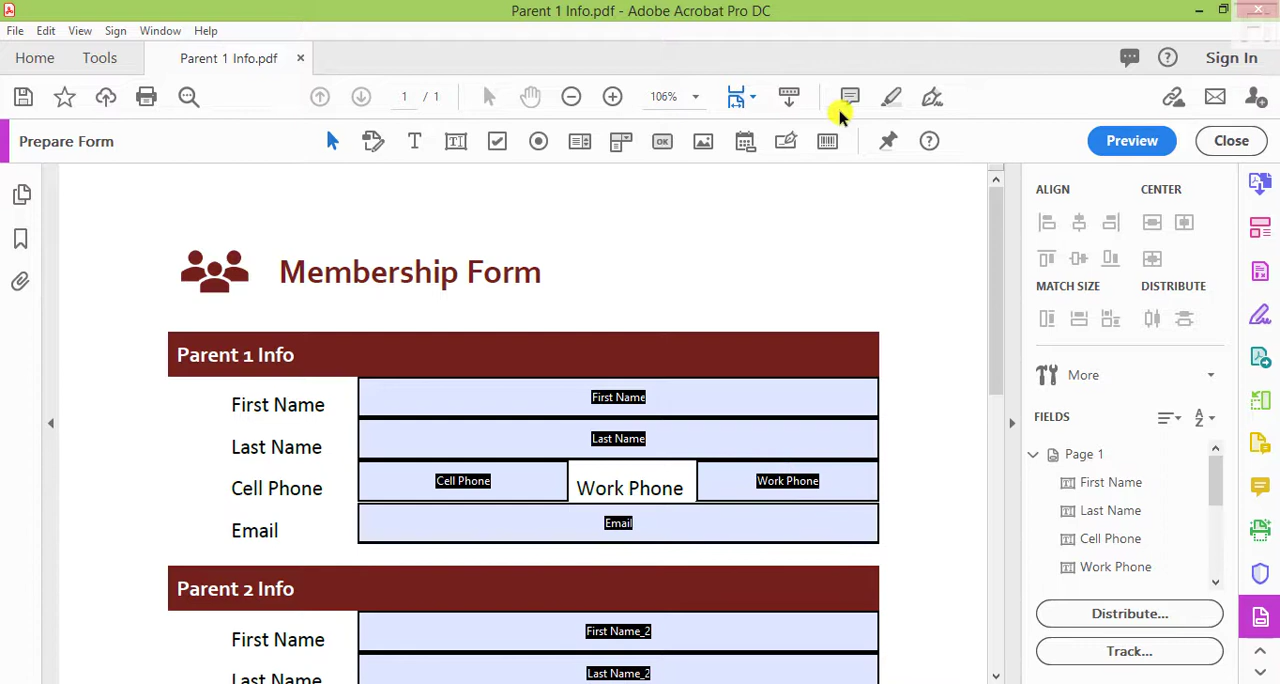 Parent 1 Info.pdf - Adobe Acrobat Pro DC
File Edit View Sign Window Help
Home Tools Parent 1 Info.pdf × Sign In
1 / 1 106%
Prepare Form OK Preview Close
ALIGN CENTER
MATCH SIZE DISTRIBUTE
More
FIELDS
Page 1
First Name
Last Name
Cell Phone
Work Phone
Distribute...
Track...
Membership Form
Parent 1 Info
First Name First Name
Last Name Last Name
Cell Phone Cell Phone Work Phone Work Phone
Email Email
Parent 2 Info
First Name First Name_2
Last Name Last Name_2